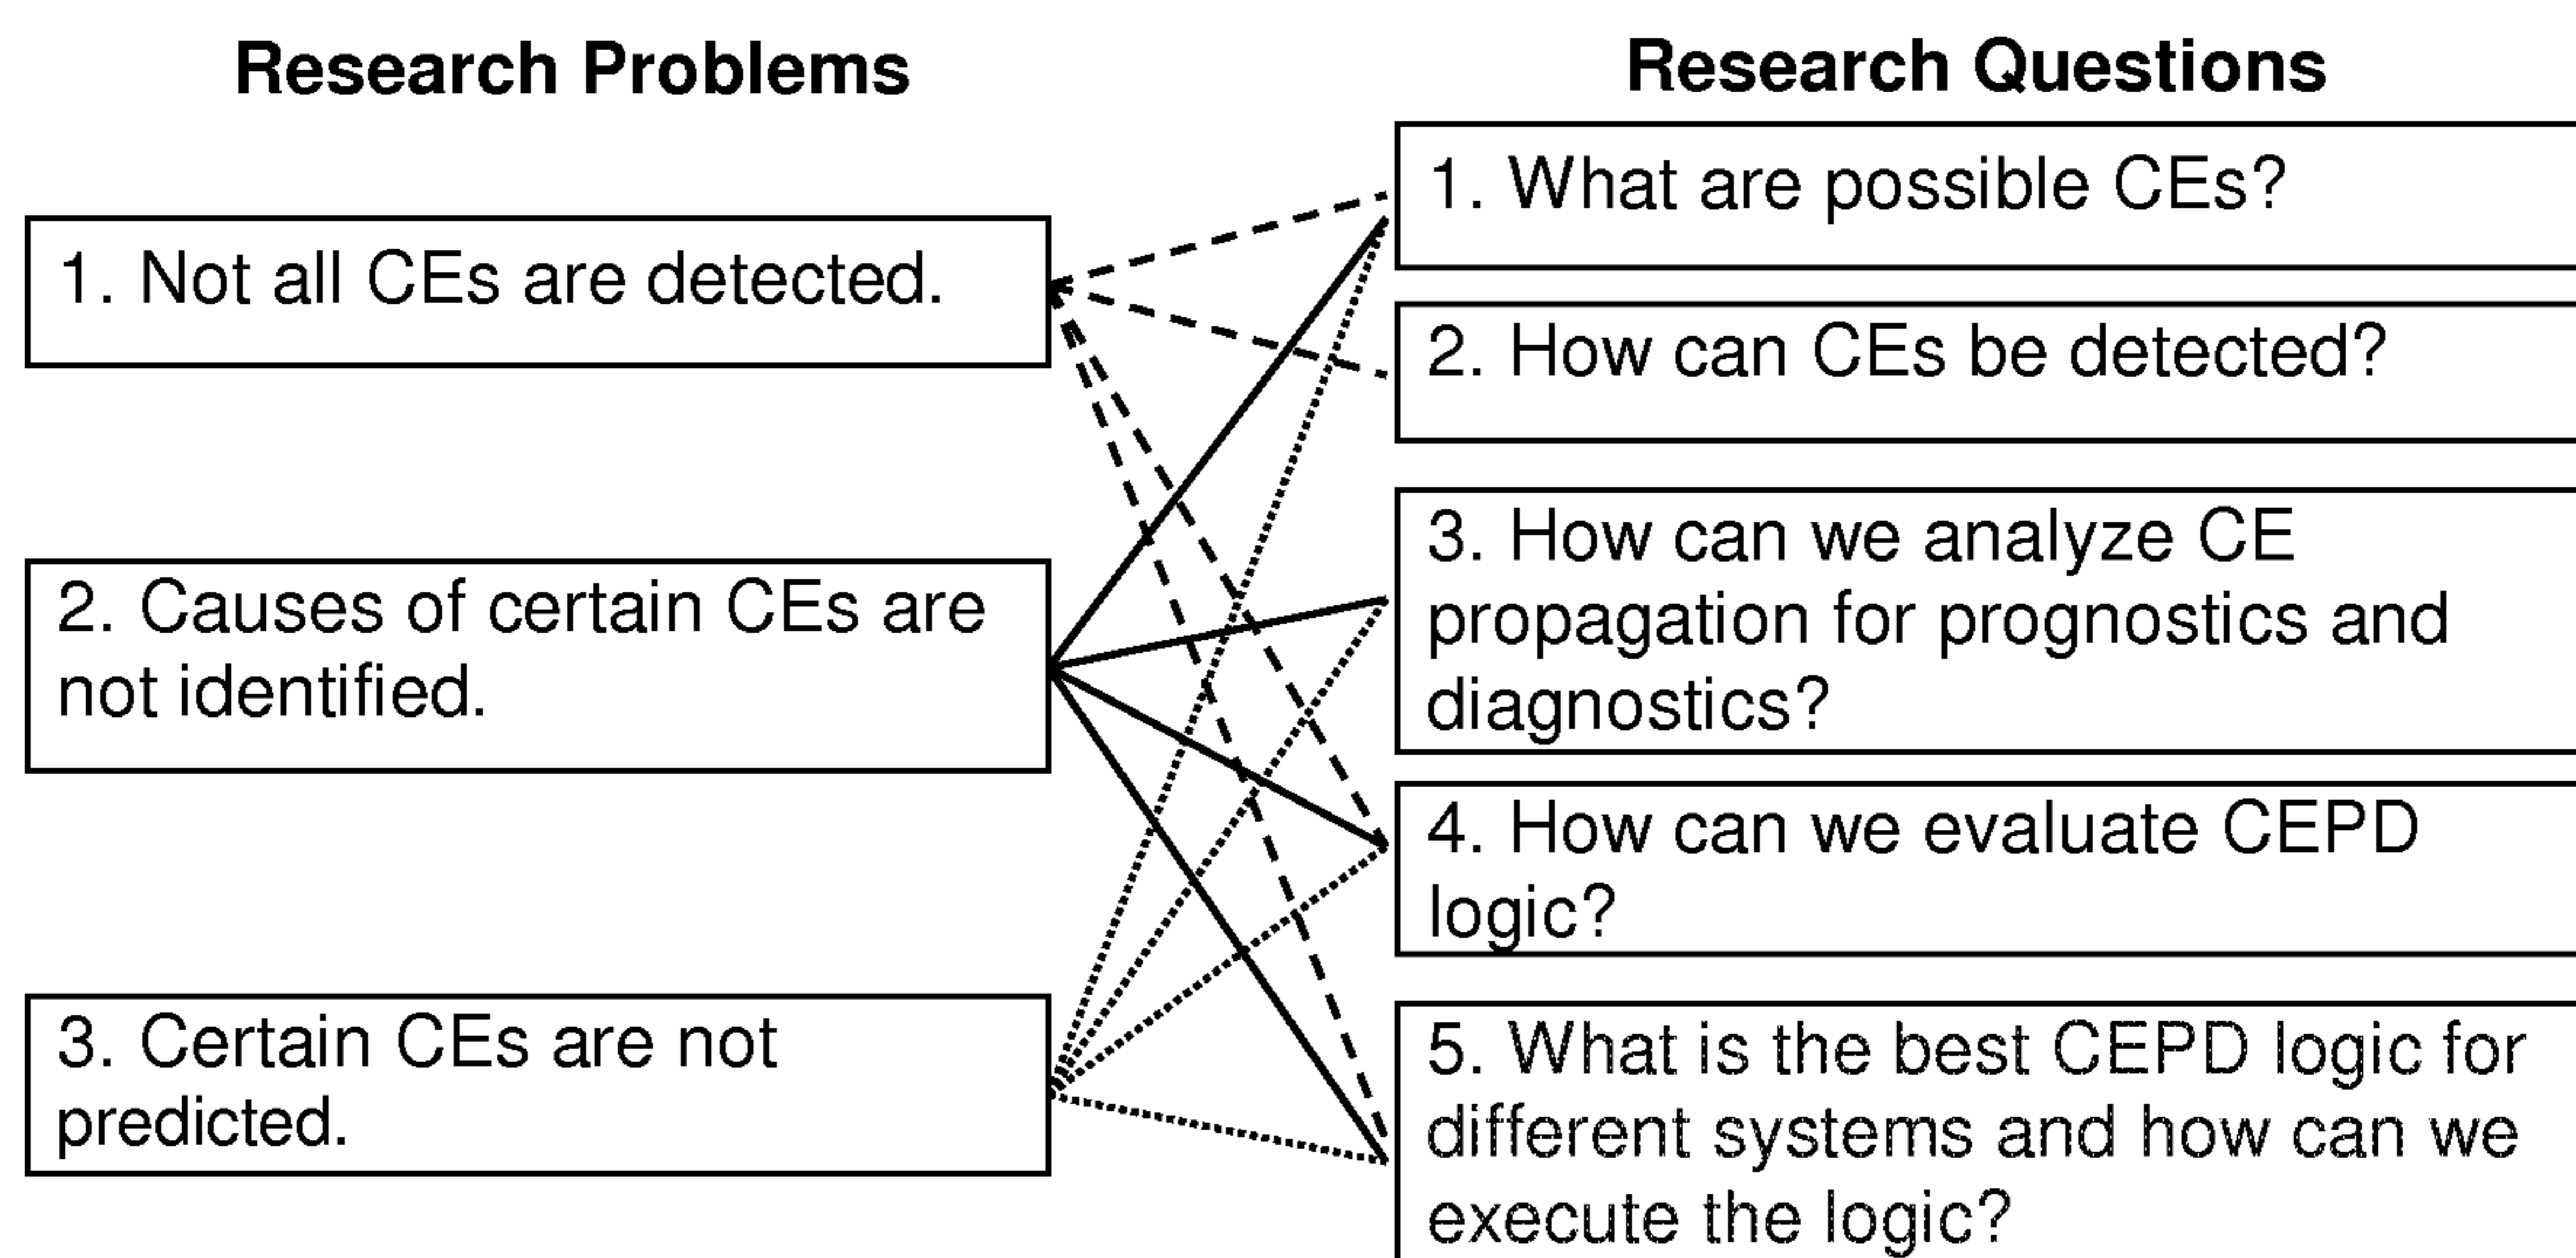 Research Problems
1. Not all CEs are detected.
2. Causes of certain CEs are
not identified.
3. Certain CEs are not
predicted.
Research Questions
1. What are possible CEs?
2. How can CEs be detected?
3. How can we analyze CE
propagation for prognostics and
diagnostics?
4. How can we evaluate CEPD
logic?
5. What is the best CEPD logic for
different systems and how can we
execute the logic?